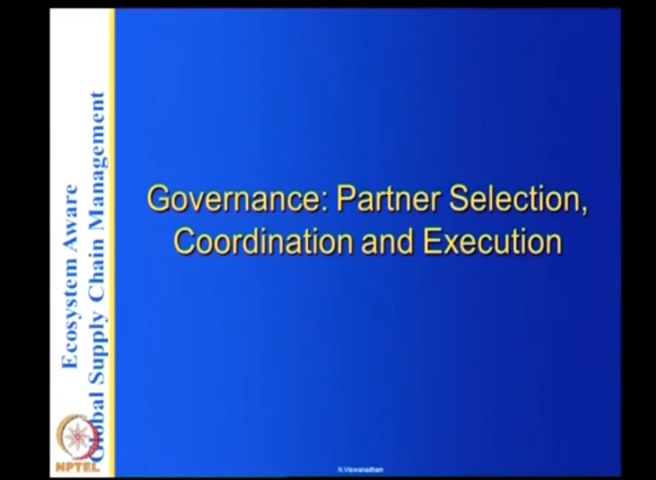 Ecosystem Aware
Global Supply Chain Management
Governance: Partner Selection,
Coordination and Execution
NPTEL
N.Viswanadham